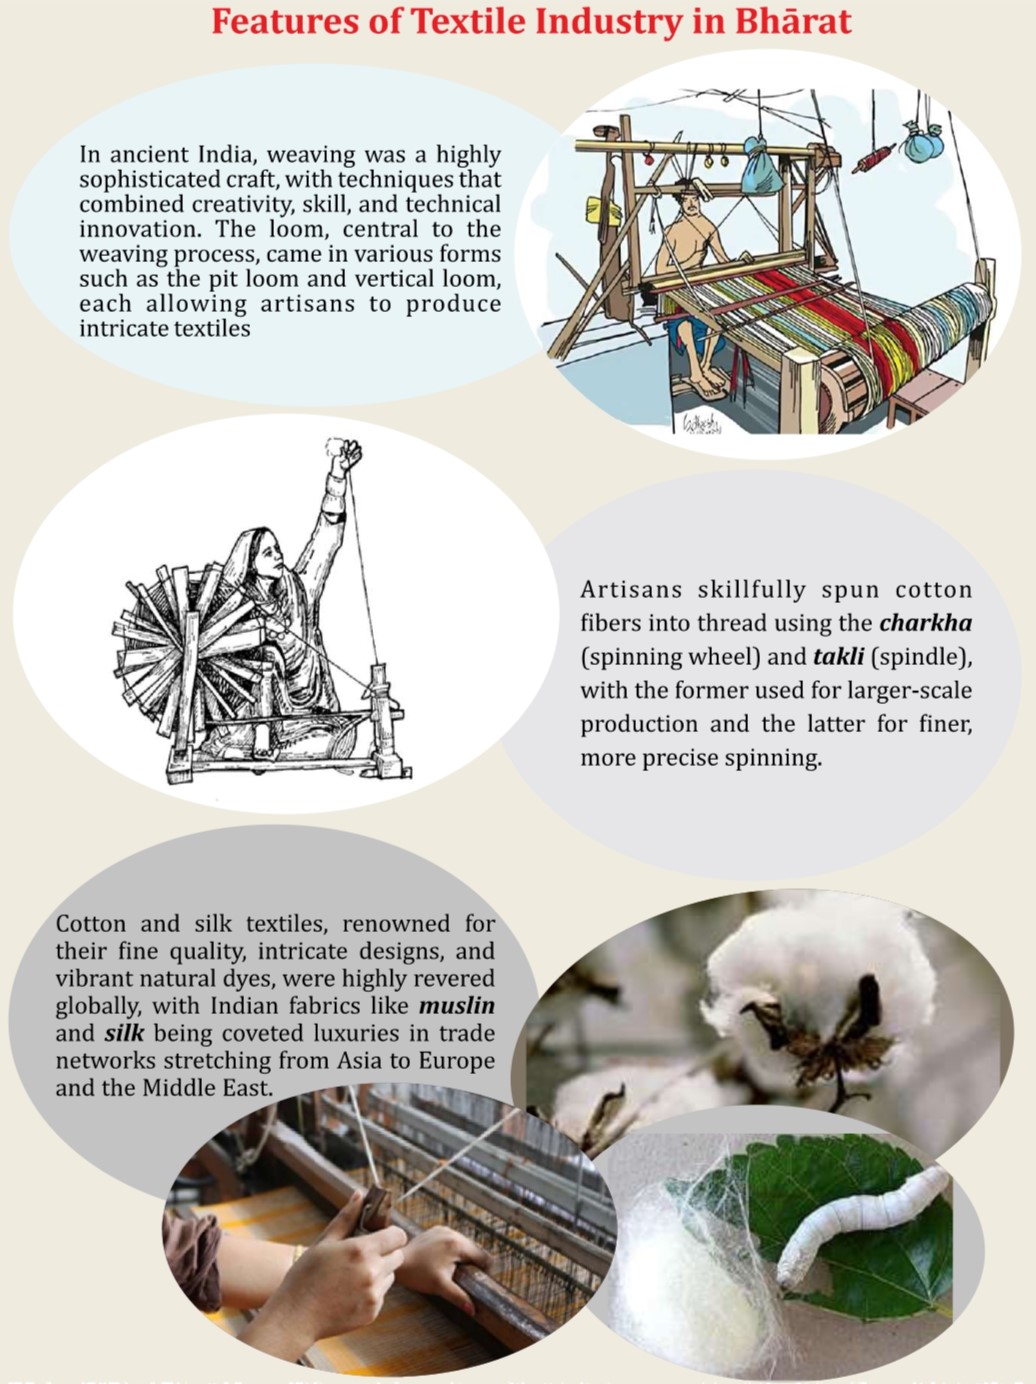 Features of Textile Industry in Bhārat
In ancient India, weaving was a highly
sophisticated craft, with techniques that
combined creativity, skill, and technical
innovation. The loom, central to the
weaving process, came in various forms
such as the pit loom and vertical loom,
each allowing artisans to produce
intricate textiles
Artisans skillfully spun cotton
fibers into thread using the charkha
(spinning wheel) and takli (spindle),
with the former used for larger-scale
production and the latter for finer,
more precise spinning.
Cotton and silk textiles, renowned for
their fine quality, intricate designs, and
vibrant natural dyes, were highly revered
globally, with Indian fabrics like muslin
and silk being coveted luxuries in trade
networks stretching from Asia to Europe
and the Middle East.